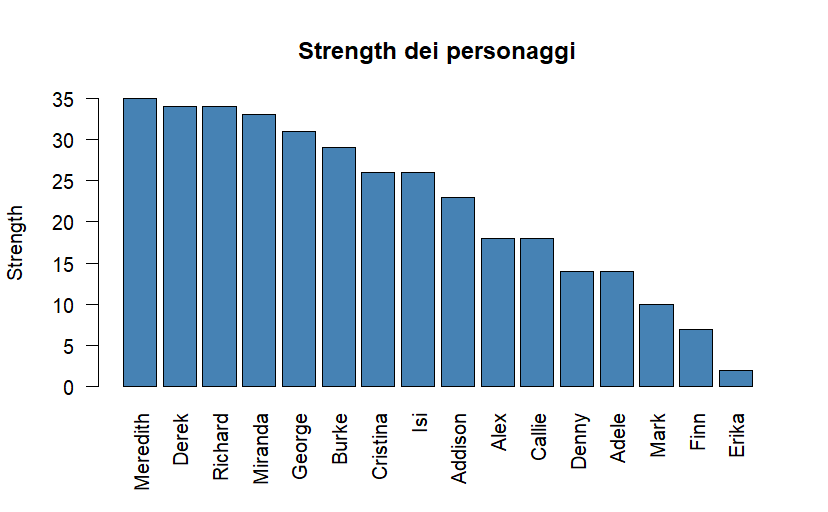 Strength dei personaggi
Strength
35
30
25
20
15
10
5
0
Meredith
Derek
Richard
Miranda
George
Burke
Cristina
Isi
Addison
Alex
Callie
Denny
Adele
Mark
Finn
Erika